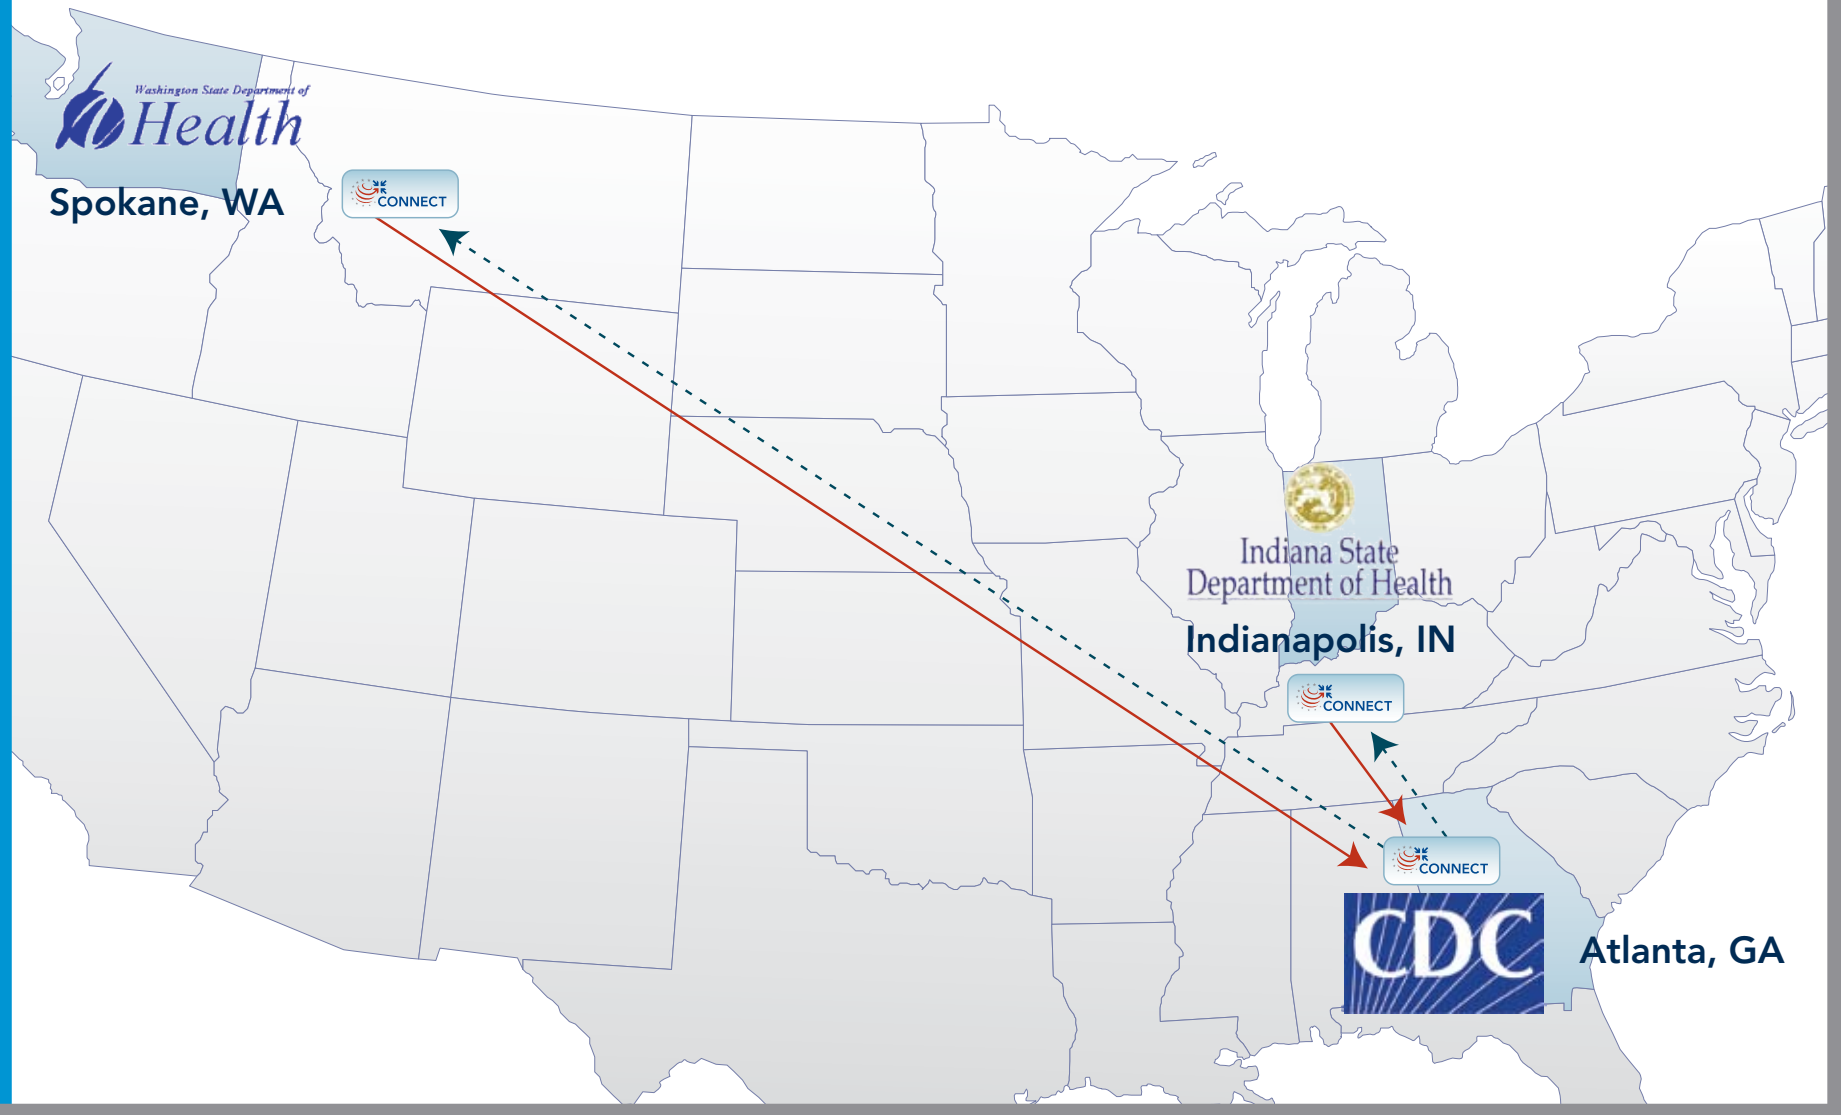 Washington State Department of
Health
Spokane, WA
CONNECT
Indiana State
Department of Health
Indianapolis, IN
CONNECT
CONNECT
CDC
Atlanta, GA